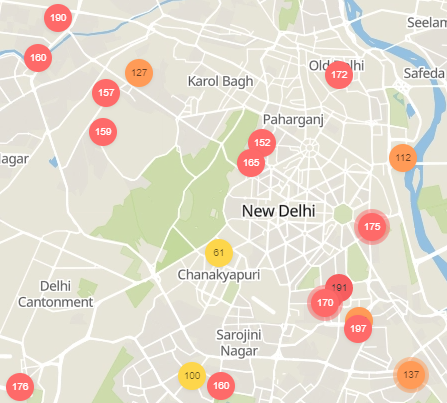 190
Seelam
160
127
Karol Bagh
Old Delhi
172
Safeda
157
159
Paharganj
152
165
112
agar
New Delhi
175
61
Chanakyapuri
Delhi
Cantonment
191
170
197
Sarojini
Nagar
176
100
160
137